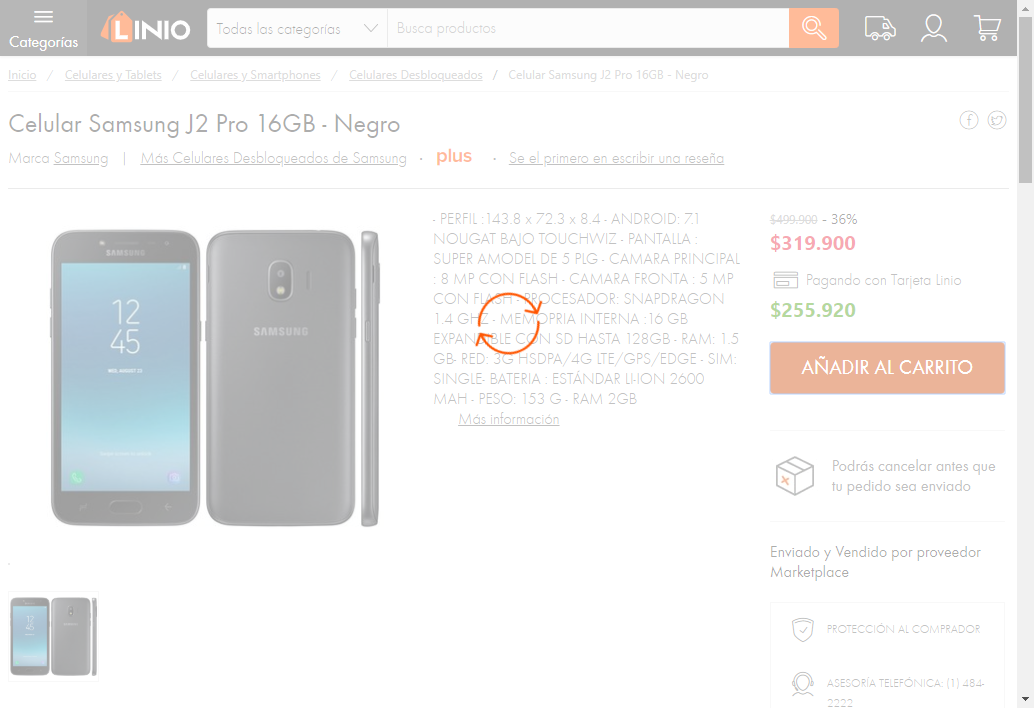 Categorías
LINIO
Todas las categorías
Busca productos
Inicio / Celulares y Tablets / Celulares y Smartphones / Celulares Desbloqueados / Celular Samsung J2 Pro 16GB - Negro
Celular Samsung J2 Pro 16GB - Negro
Marca Samsung | Más Celulares Desbloqueados de Samsung · plus · Se el primero en escribir una reseña
- PERFIL :143.8 x 72.3 x 8.4 - ANDROID: 7.1
NOUGAT BAJO TOUCHWIZ - PANTALLA :
SUPER AMODEL DE 5 PLG - CAMARA PRINCIPAL
: 8 MP CON FLASH - CAMARA FRONTA : 5 MP
CON FLASH - PROCESADOR: SNAPDRAGON
1.4 GHZ - MEMOPRIA INTERNA :16 GB
EXPANDIBLE CON SD HASTA 128GB - RAM: 1.5
GB- RED: 3G HSDPA/4G LTE/GPS/EDGE - SIM:
SINGLE- BATERIA : ESTÁNDAR LI-ION 2600
MAH - PESO: 153 G - RAM 2GB
Más información
SAMSUNG
12
45
WED, AUGUST 23
SAMSUNG
$499.900 - 36%
$319.900
Pagando con Tarjeta Linio
$255.920
AÑADIR AL CARRITO
Podrás cancelar antes que
tu pedido sea enviado
Enviado y Vendido por proveedor
Marketplace
PROTECCIÓN AL COMPRADOR
ASESORÍA TELEFÓNICA: (1) 484-
2222